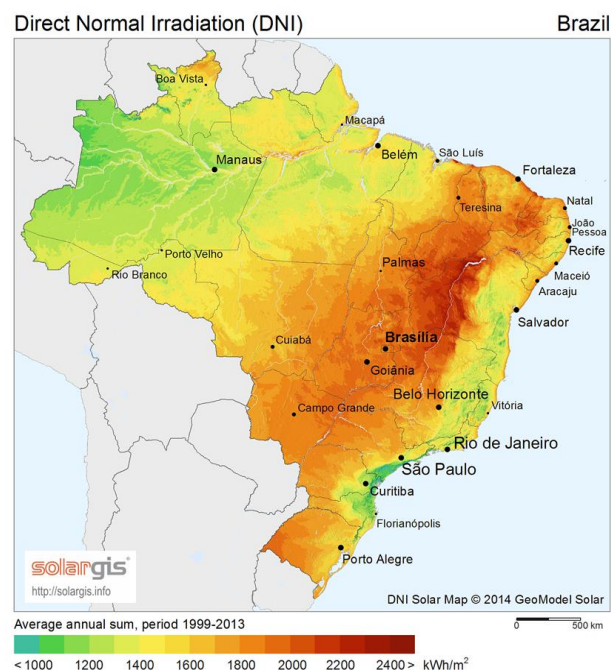 Direct Normal Irradiation (DNI)
Brazil
Boa Vista
Macapá
Belém
São Luís
Manaus
Fortaleza
Teresina
Natal
João
Pessoa
Recife
Porto Velho
Palmas
Rio Branco
Maceió
Aracaju
Salvador
Brasília
Cuiabá
Goiânia
Belo Horizonte
Campo Grande
Vitória
Rio de Janeiro
São Paulo
Curitiba
Florianópolis
Porto Alegre
solargis
http://solargis.info
DNI Solar Map © 2014 GeoModel Solar
Average annual sum, period 1999-2013
0 500 km
< 1000 1200 1400 1600 1800 2000 2200 2400 > kWh/m²